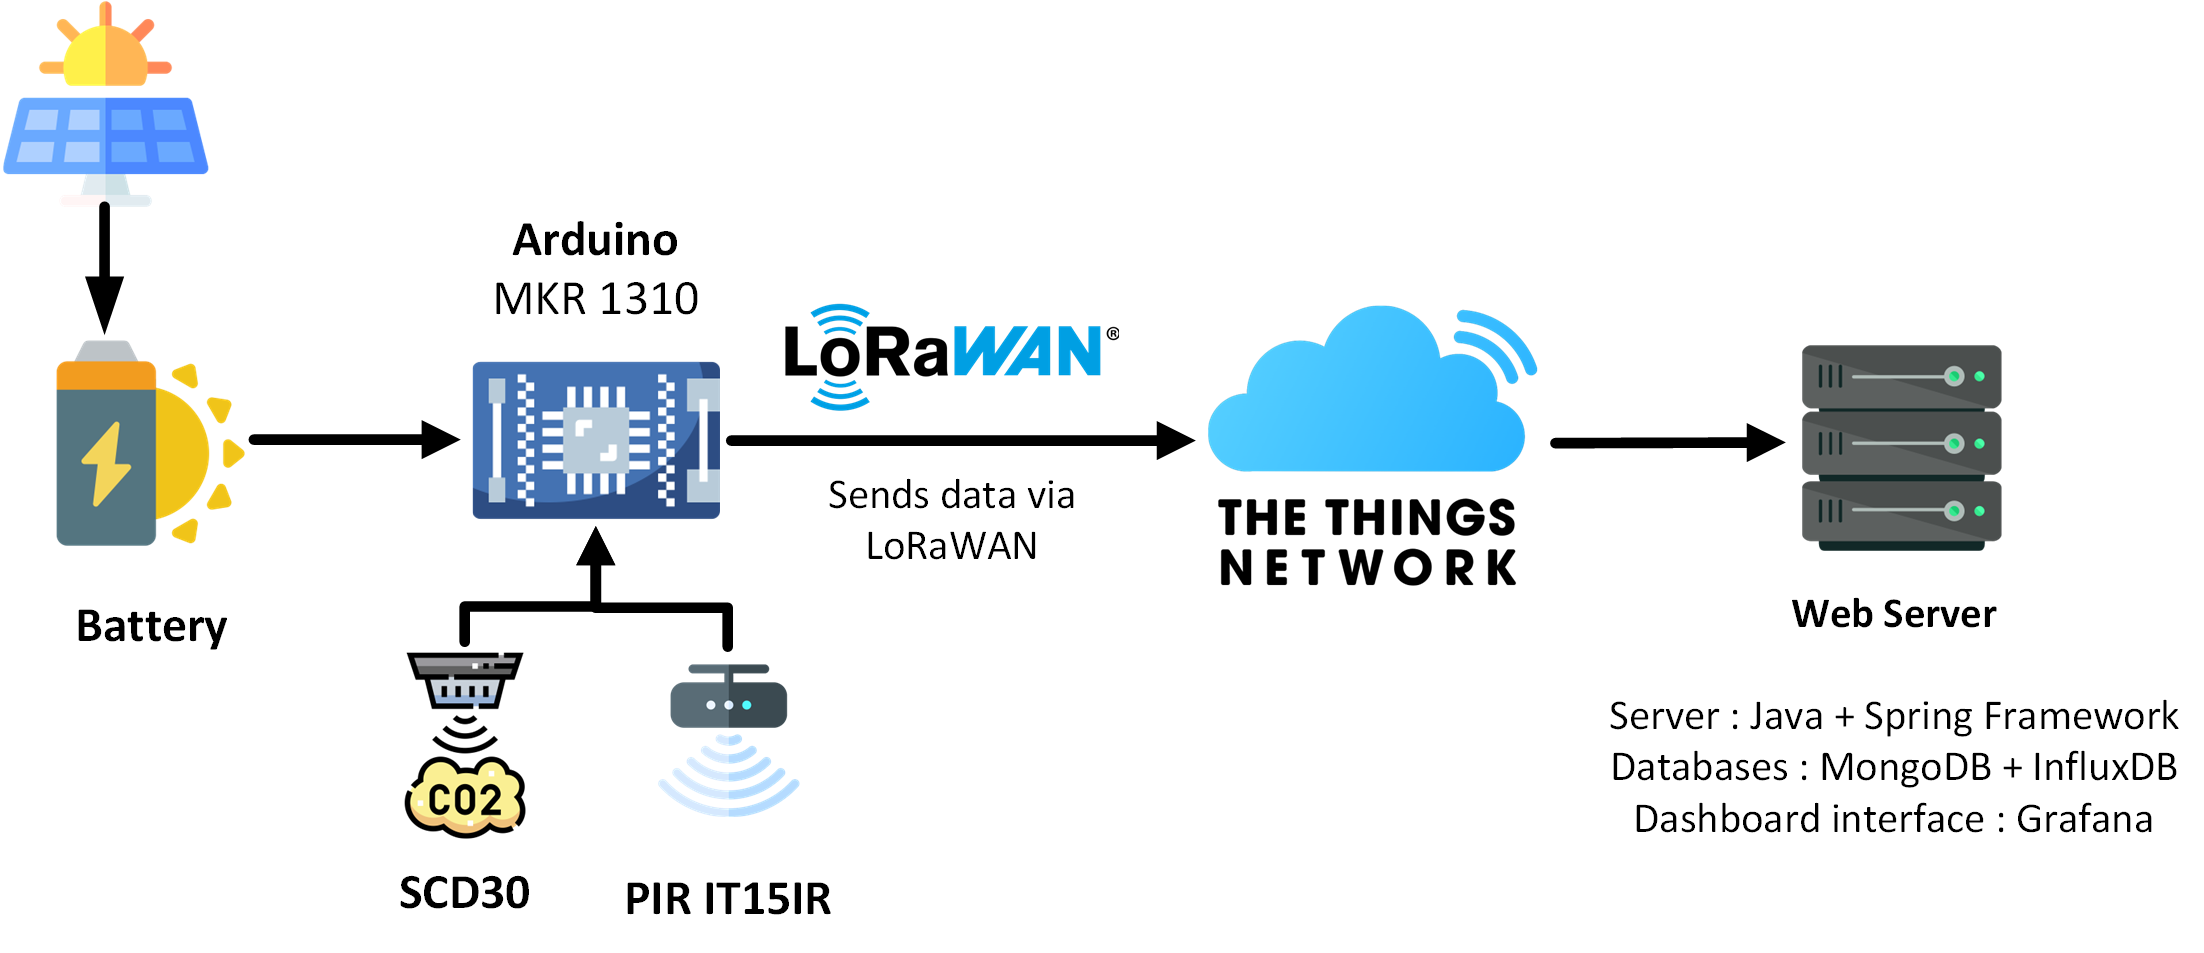 Arduino
MKR 1310
LoRaWAN®
Sends data via
LoRaWAN
THE THINGS
NETWORK
Battery
CO2
SCD30
PIR IT15IR
Web Server
Server : Java + Spring Framework
Databases : MongoDB + InfluxDB
Dashboard interface : Grafana